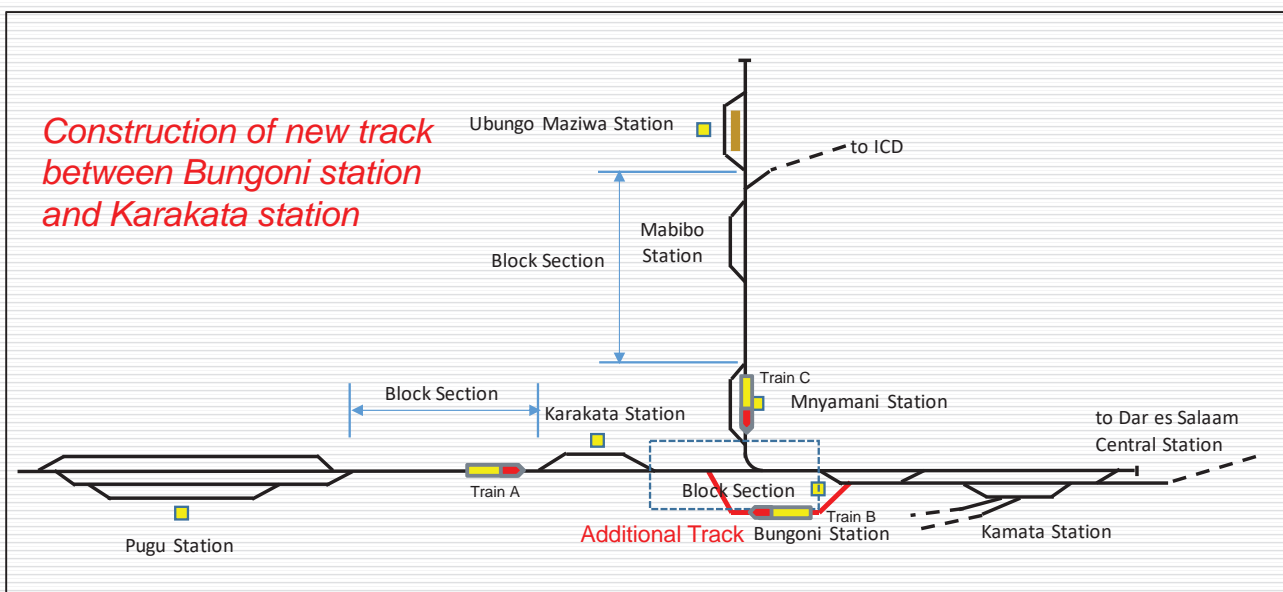 Construction of new track
between Bungoni station
and Karakata station
Ubungo Maziwa Station
to ICD
Mabibo
Station
Block Section
Train C
Mnyamani Station
Block Section
Karakata Station
to Dar es Salaam
Central Station
Train A
Block Section
Train B
Additional Track
Bungoni Station
Kamata Station
Pugu Station